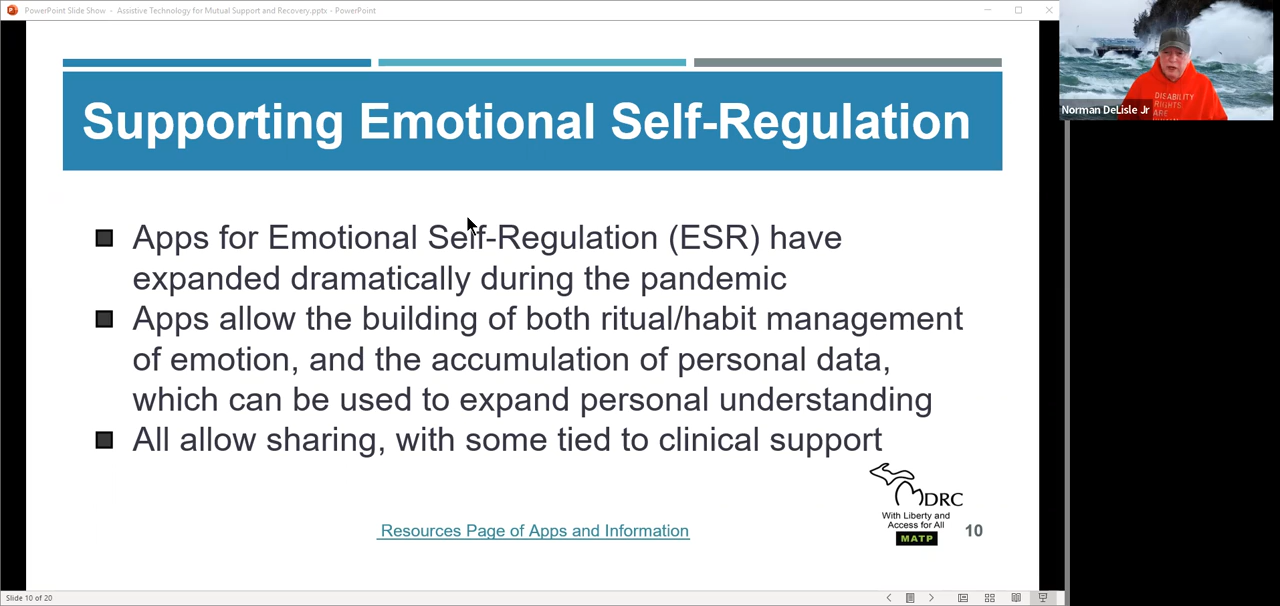 PowerPoint Slide Show - Assistive Technology for Mutual Support and Recovery.pptx - PowerPoint
Supporting Emotional Self-Regulation
Apps for Emotional Self-Regulation (ESR) have
expanded dramatically during the pandemic
Apps allow the building of both ritual/habit management
of emotion, and the accumulation of personal data,
which can be used to expand personal understanding
All allow sharing, with some tied to clinical support
MDRC
With Liberty and
Access for All
MATP
Resources Page of Apps and Information
10
Slide 10 of 20
DISABILITY
RIGHTS
ARE
Norman DeLisle Jr